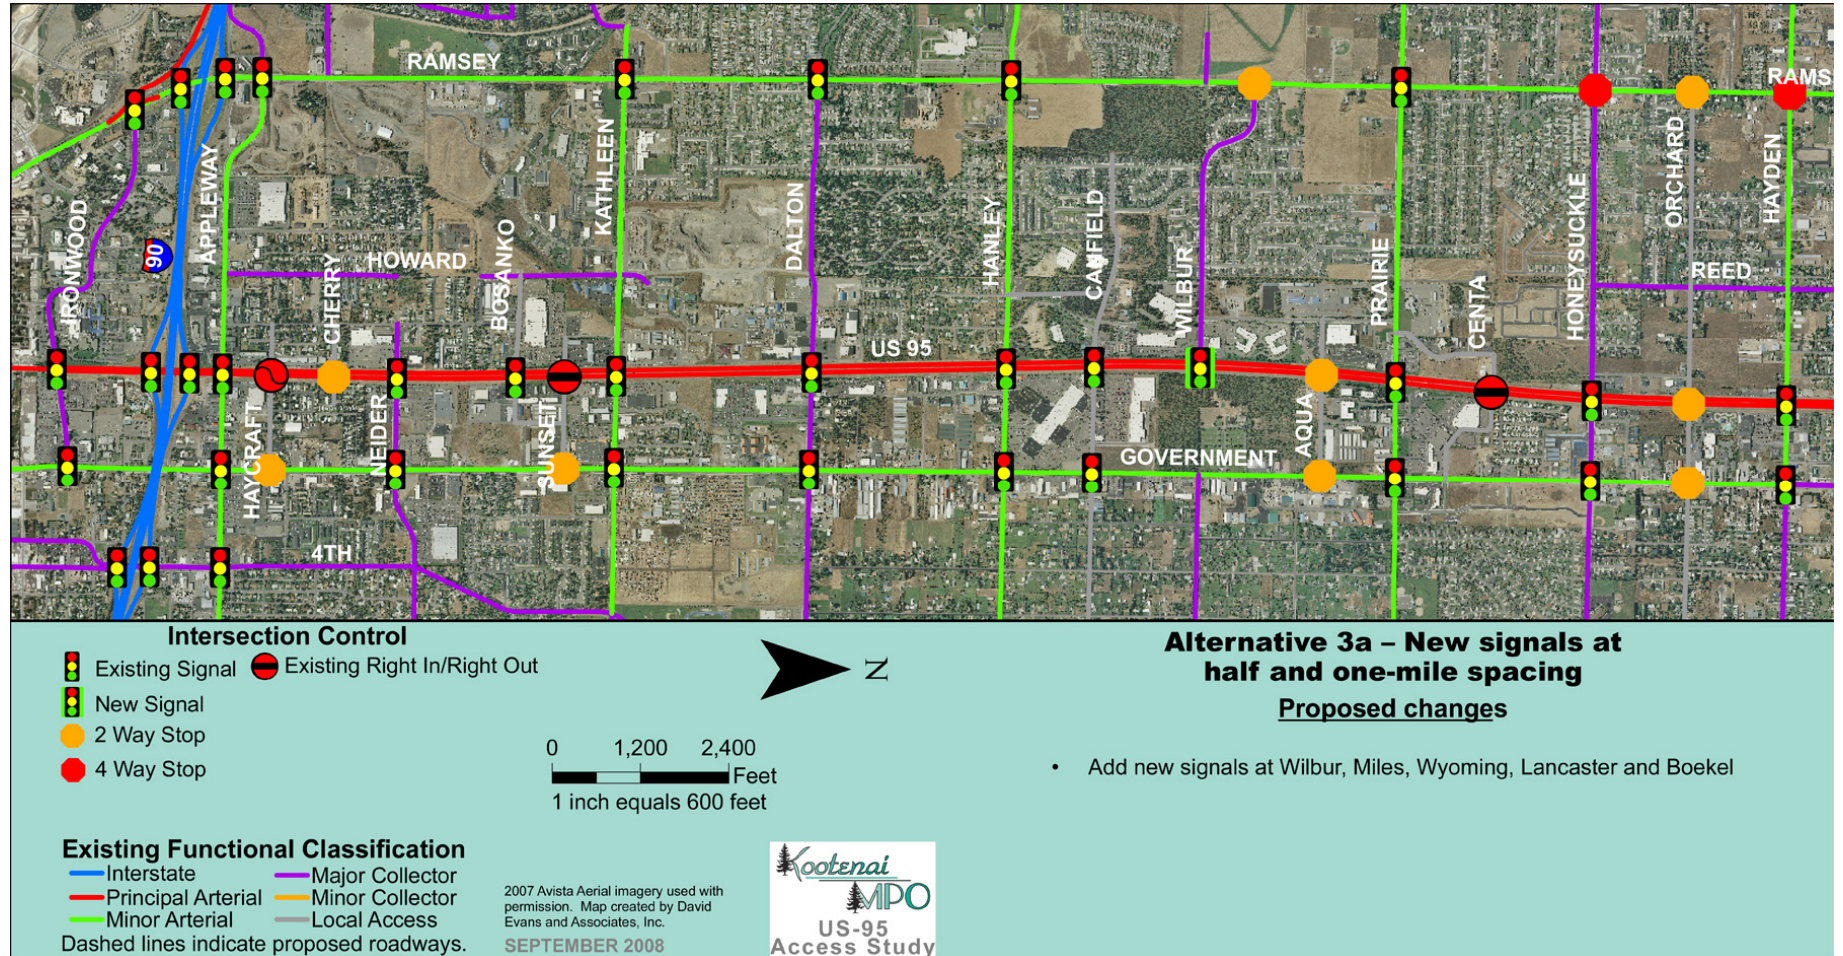 RAMSEY
RAMS
IRONWOOD
90
APPLEWAY
CHERRY
HOWARD
BOSANKO
KATHLEEN
DALTON
HANLEY
CANFIELD
WILBUR
PRAIRIE
CENTA
HONEYSUCKLE
ORCHARD
REED
HAYDEN
US 95
HAYCRAFT
NEIDER
SUNSET
GOVERNMENT
AQUA
4TH
Intersection Control
Existing Signal
Existing Right In/Right Out
New Signal
2 Way Stop
4 Way Stop
Existing Functional Classification
Interstate
Major Collector
Principal Arterial
Minor Collector
Minor Arterial
Local Access
Dashed lines indicate proposed roadways.
N
0 1,200 2,400
Feet
1 inch equals 600 feet
2007 Avista Aerial imagery used with
permission. Map created by David
Evans and Associates, Inc.
SEPTEMBER 2008
Kootenai
MPO
US-95
Access Study
Alternative 3a – New signals at
half and one-mile spacing
Proposed changes
• Add new signals at Wilbur, Miles, Wyoming, Lancaster and Boekel